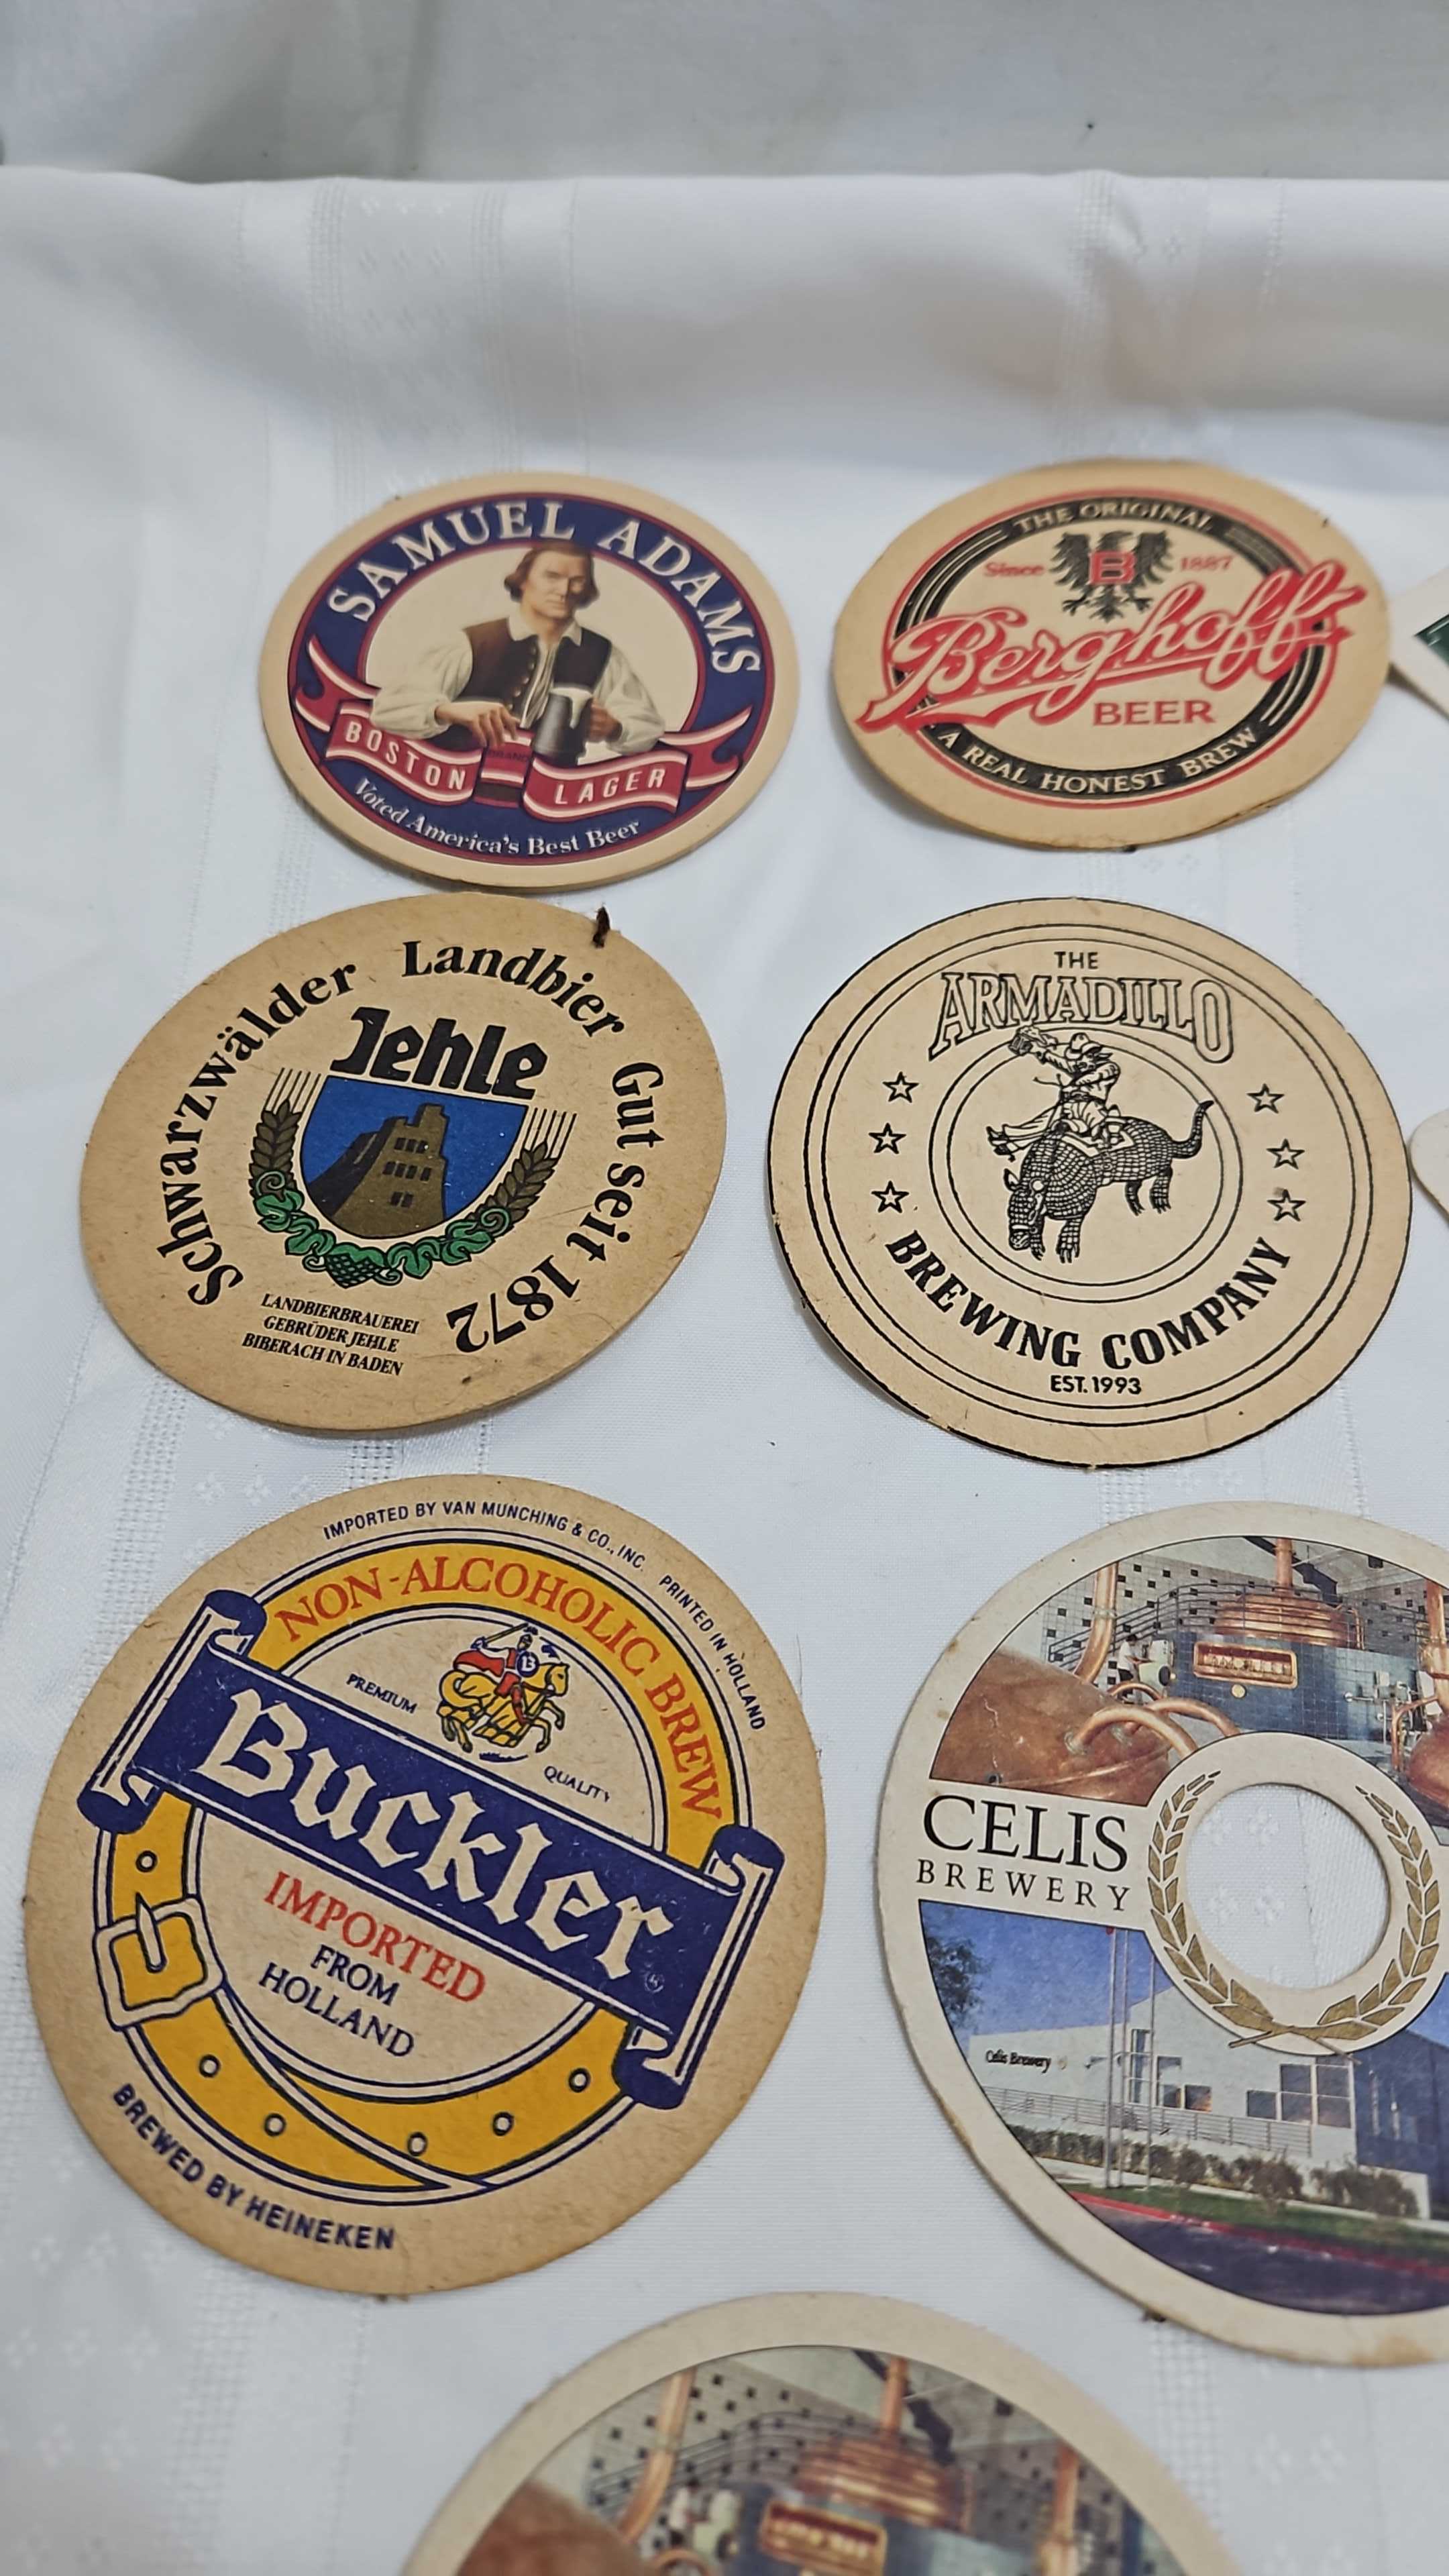 SAMUEL ADAMS
BOSTON LAGER
Voted America's Best Beer
THE ORIGINAL
Since B 1887
Berghoff
BEER
A REAL HONEST BREW
Schwarzwälder Landbier Gut seit 1872
Jehle
LANDBIERBRAUEREI
GEBRÜDER JEHLE
BIBERACH IN BADEN
THE
ARMADILLO
BREWING COMPANY
EST. 1993
IMPORTED BY VAN MUNCHING & CO., INC. PRINTED IN HOLLAND
NON-ALCOHOLIC BREW
PREMIUM QUALITY
Buckler
IMPORTED
FROM
HOLLAND
BREWED BY HEINEKEN
CELIS
BREWERY
Celis Brewery